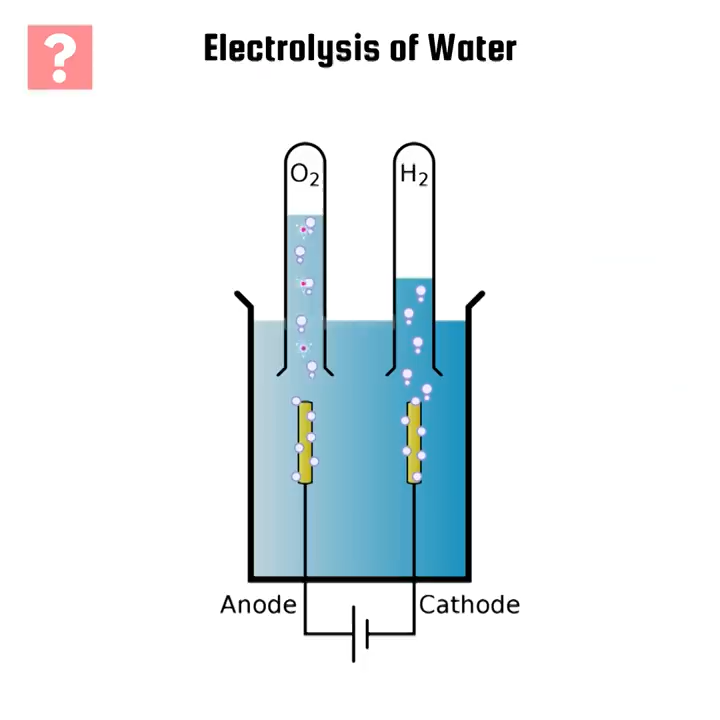 ?
Electrolysis of Water
O₂
H₂
Anode
Cathode